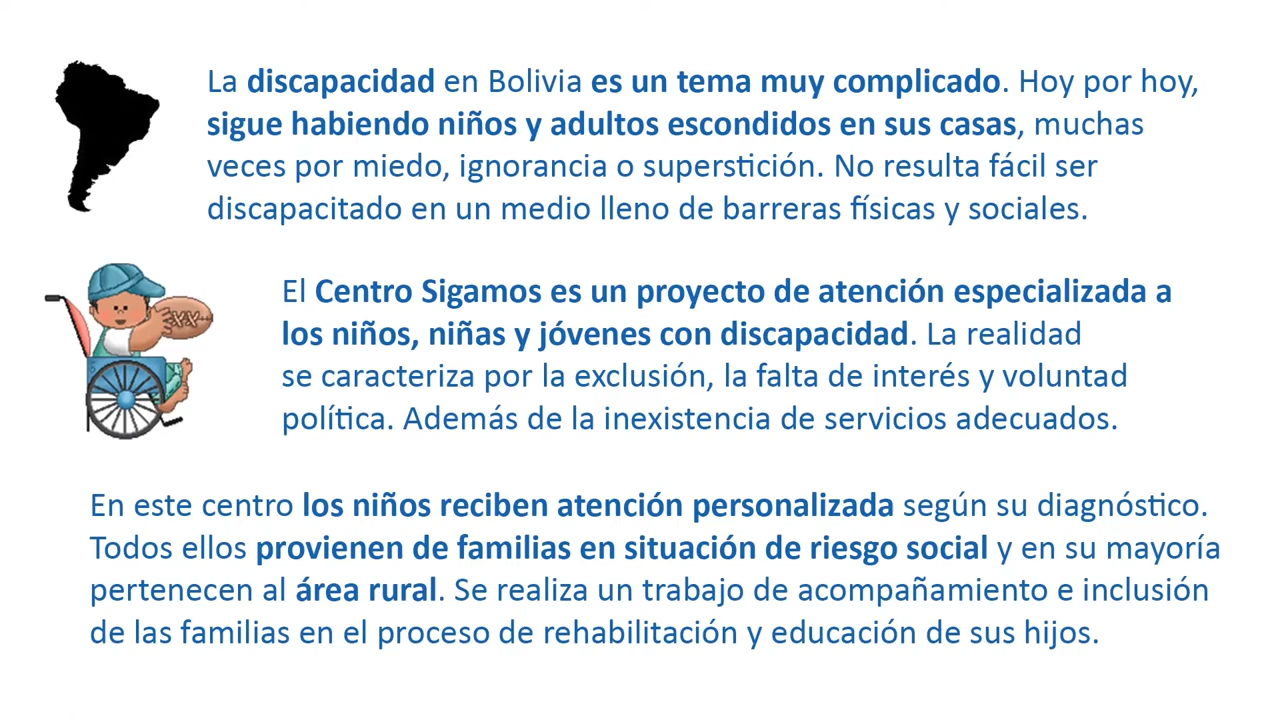 La discapacidad en Bolivia es un tema muy complicado. Hoy por hoy,
sigue habiendo niños y adultos escondidos en sus casas, muchas
veces por miedo, ignorancia o superstición. No resulta fácil ser
discapacitado en un medio lleno de barreras físicas y sociales.
El Centro Sigamos es un proyecto de atención especializada a
los niños, niñas y jóvenes con discapacidad. La realidad
se caracteriza por la exclusión, la falta de interés y voluntad
política. Además de la inexistencia de servicios adecuados.
En este centro los niños reciben atención personalizada según su diagnóstico.
Todos ellos provienen de familias en situación de riesgo social y en su mayoría
pertenecen al área rural. Se realiza un trabajo de acompañamiento e inclusión
de las familias en el proceso de rehabilitación y educación de sus hijos.